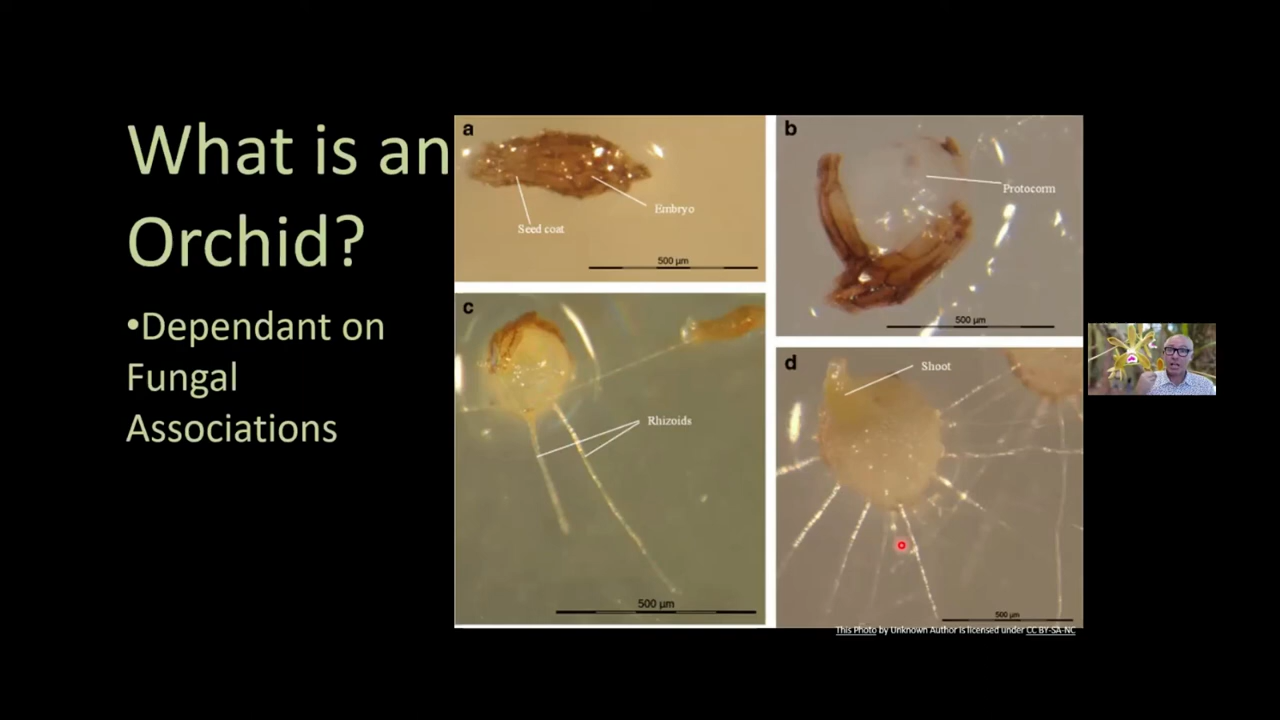 What is an
Orchid?
•Dependant on
Fungal
Associations
a
Embryo
Seed coat
500 µm
b
Protocorm
500 µm
c
Rhizoids
500 µm
d
Shoot
500 µm
This Photo by Unknown Author is licensed under CC BY-SA-NC